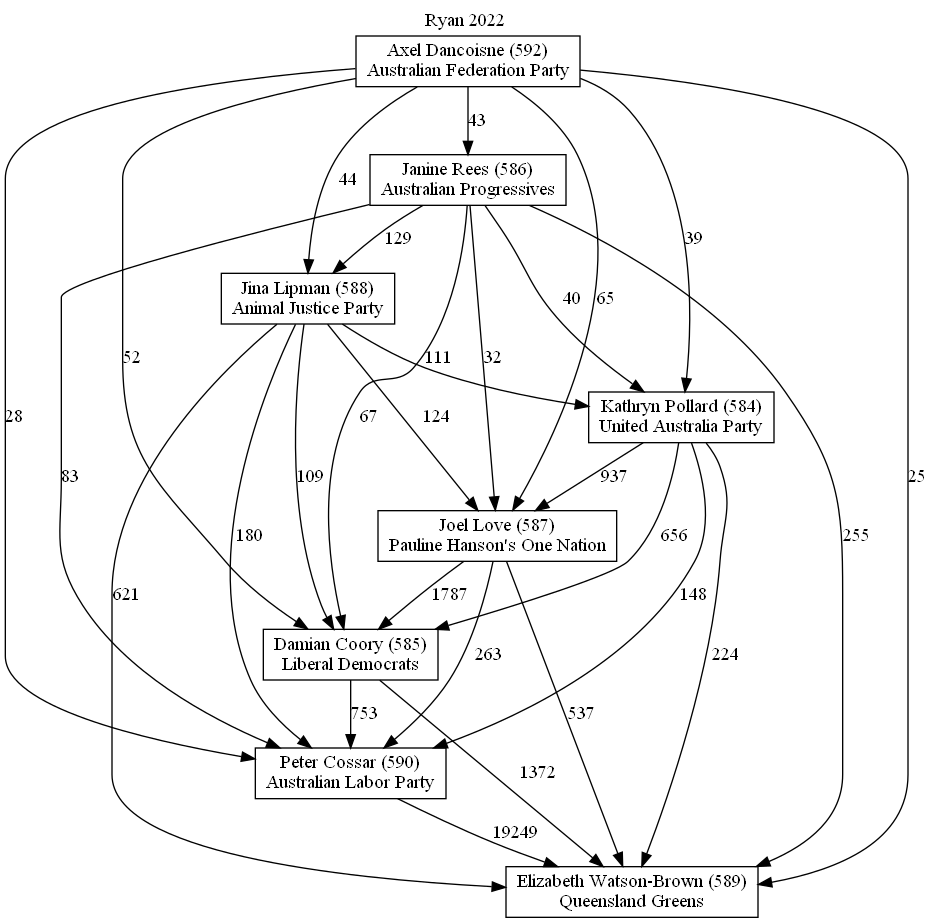 Ryan 2022
Axel Dancoisne (592)
Australian Federation Party
43
Janine Rees (586)
Australian Progressives
44
129
39
Jina Lipman (588)
Animal Justice Party
40
65
52
111
32
Kathryn Pollard (584)
United Australia Party
28
67
124
83
109
937
25
Joel Love (587)
Pauline Hanson's One Nation
180
656
255
621
1787
148
Damian Coory (585)
Liberal Democrats
263
224
753
537
Peter Cossar (590)
Australian Labor Party
1372
19249
Elizabeth Watson-Brown (589)
Queensland Greens